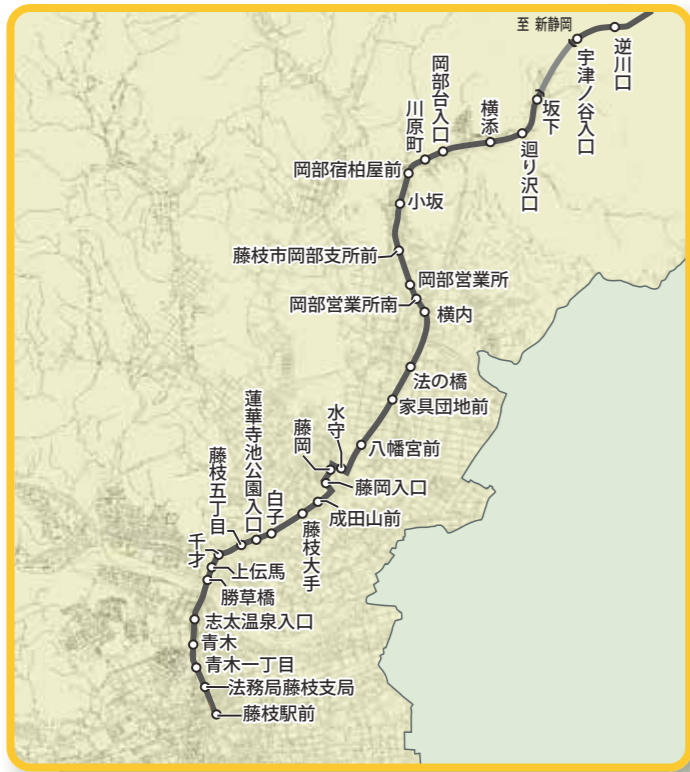 至 新静岡
逆川口
宇津ノ谷入口
坂下
廻り沢口
横添
岡部台入口
川原町
岡部宿柏屋前
小坂
藤枝市岡部支所前
岡部営業所
岡部営業所南
横内
法の橋
家具団地前
八幡宮前
水守
藤岡
藤岡入口
成田山前
藤枝大手
白子
蓮華寺池公園入口
藤枝五丁目
千才
上伝馬
勝草橋
志太温泉入口
青木
青木一丁目
法務局藤枝支局
藤枝駅前